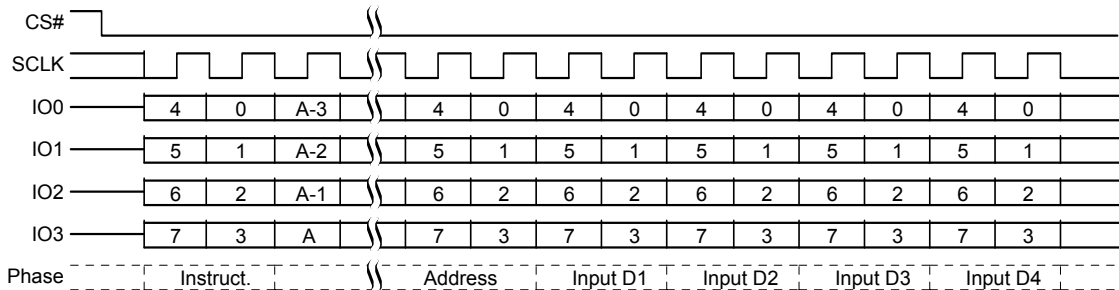 CS#
SCLK
IO0 4 0 A-3 4 0 4 0 4 0 4 0 4 0
IO1 5 1 A-2 5 1 5 1 5 1 5 1 5 1
IO2 6 2 A-1 6 2 6 2 6 2 6 2 6 2
IO3 7 3 A 7 3 7 3 7 3 7 3 7 3
Phase Instruct. Address Input D1 Input D2 Input D3 Input D4